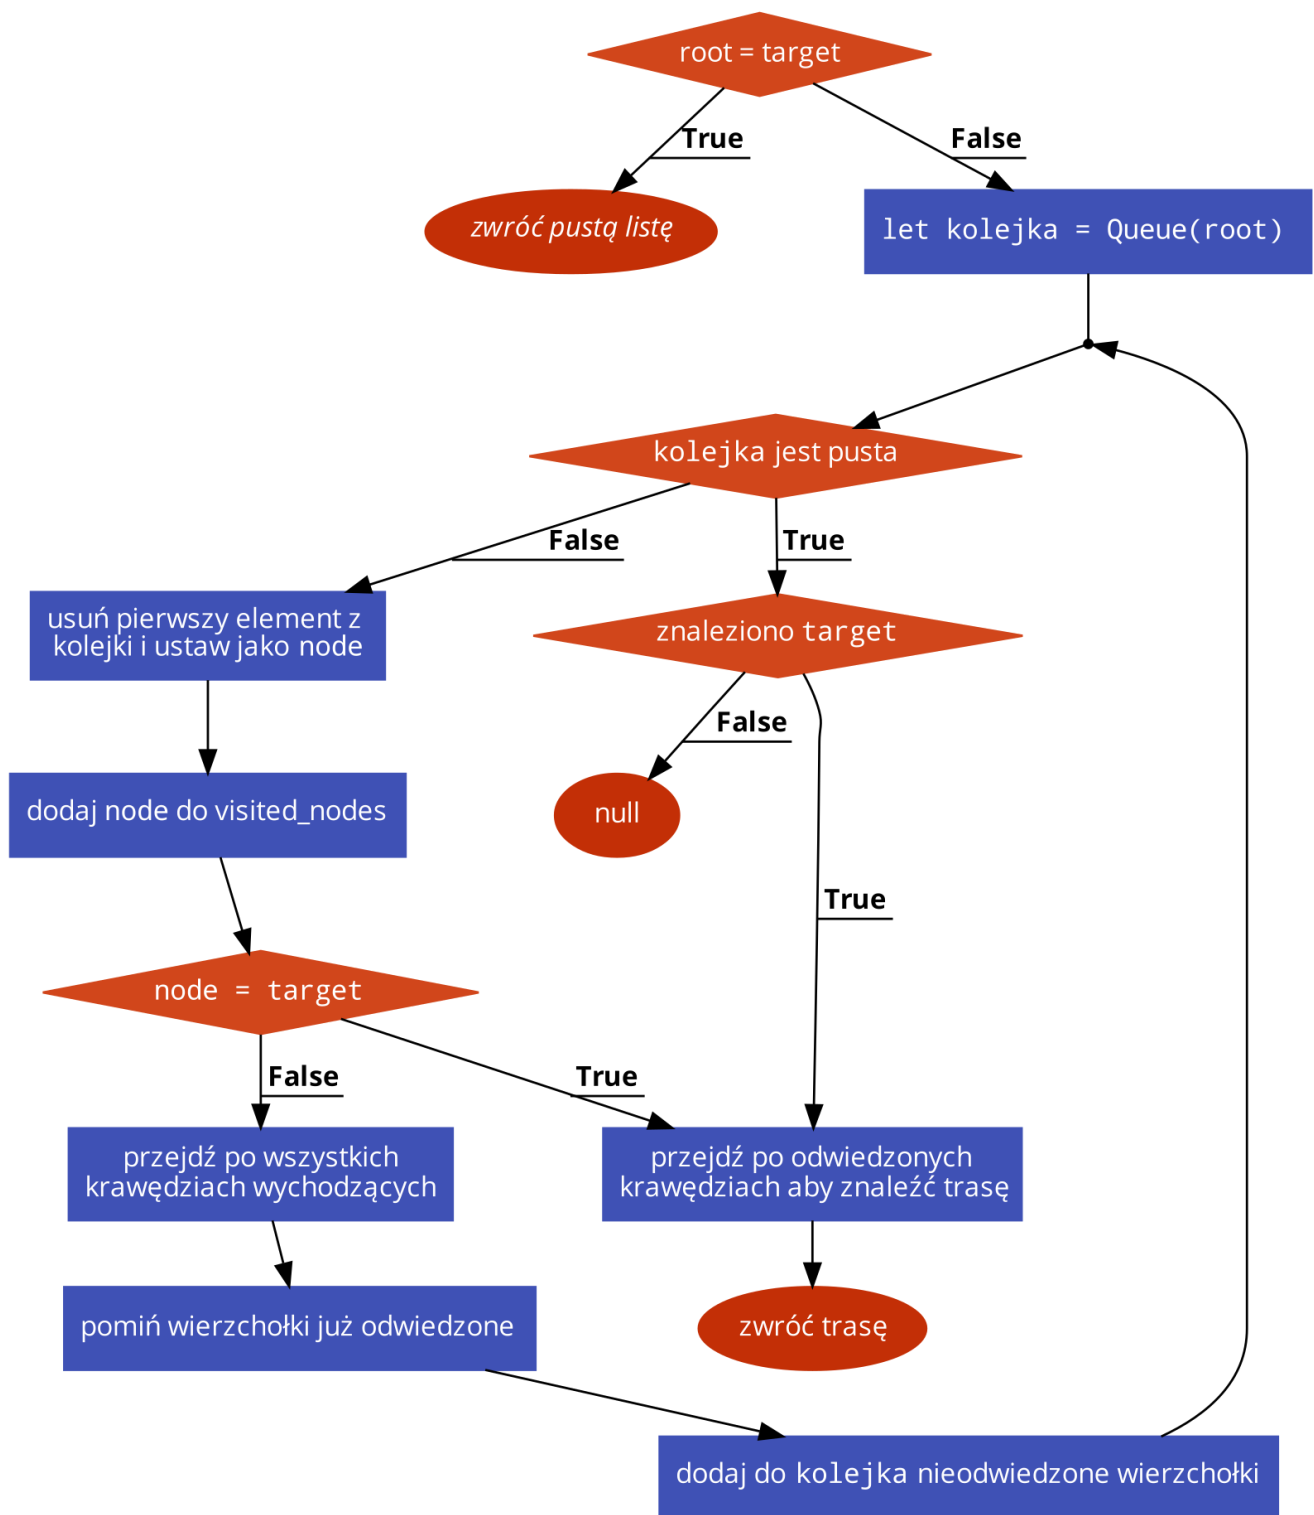 root = target
True
False
zwróć pustą listę
let kolejka = Queue(root)
kolejka jest pusta
False
True
usuń pierwszy element z
kolejki i ustaw jako node
znaleziono target
False
dodaj node do visited_nodes
null
True
node = target
False
True
przejdź po wszystkich
krawędziach wychodzących
przejdź po odwiedzonych
krawędziach aby znaleźć trasę
pomiń wierzchołki już odwiedzone
zwróć trasę
dodaj do kolejka nieodwiedzone wierzchołki